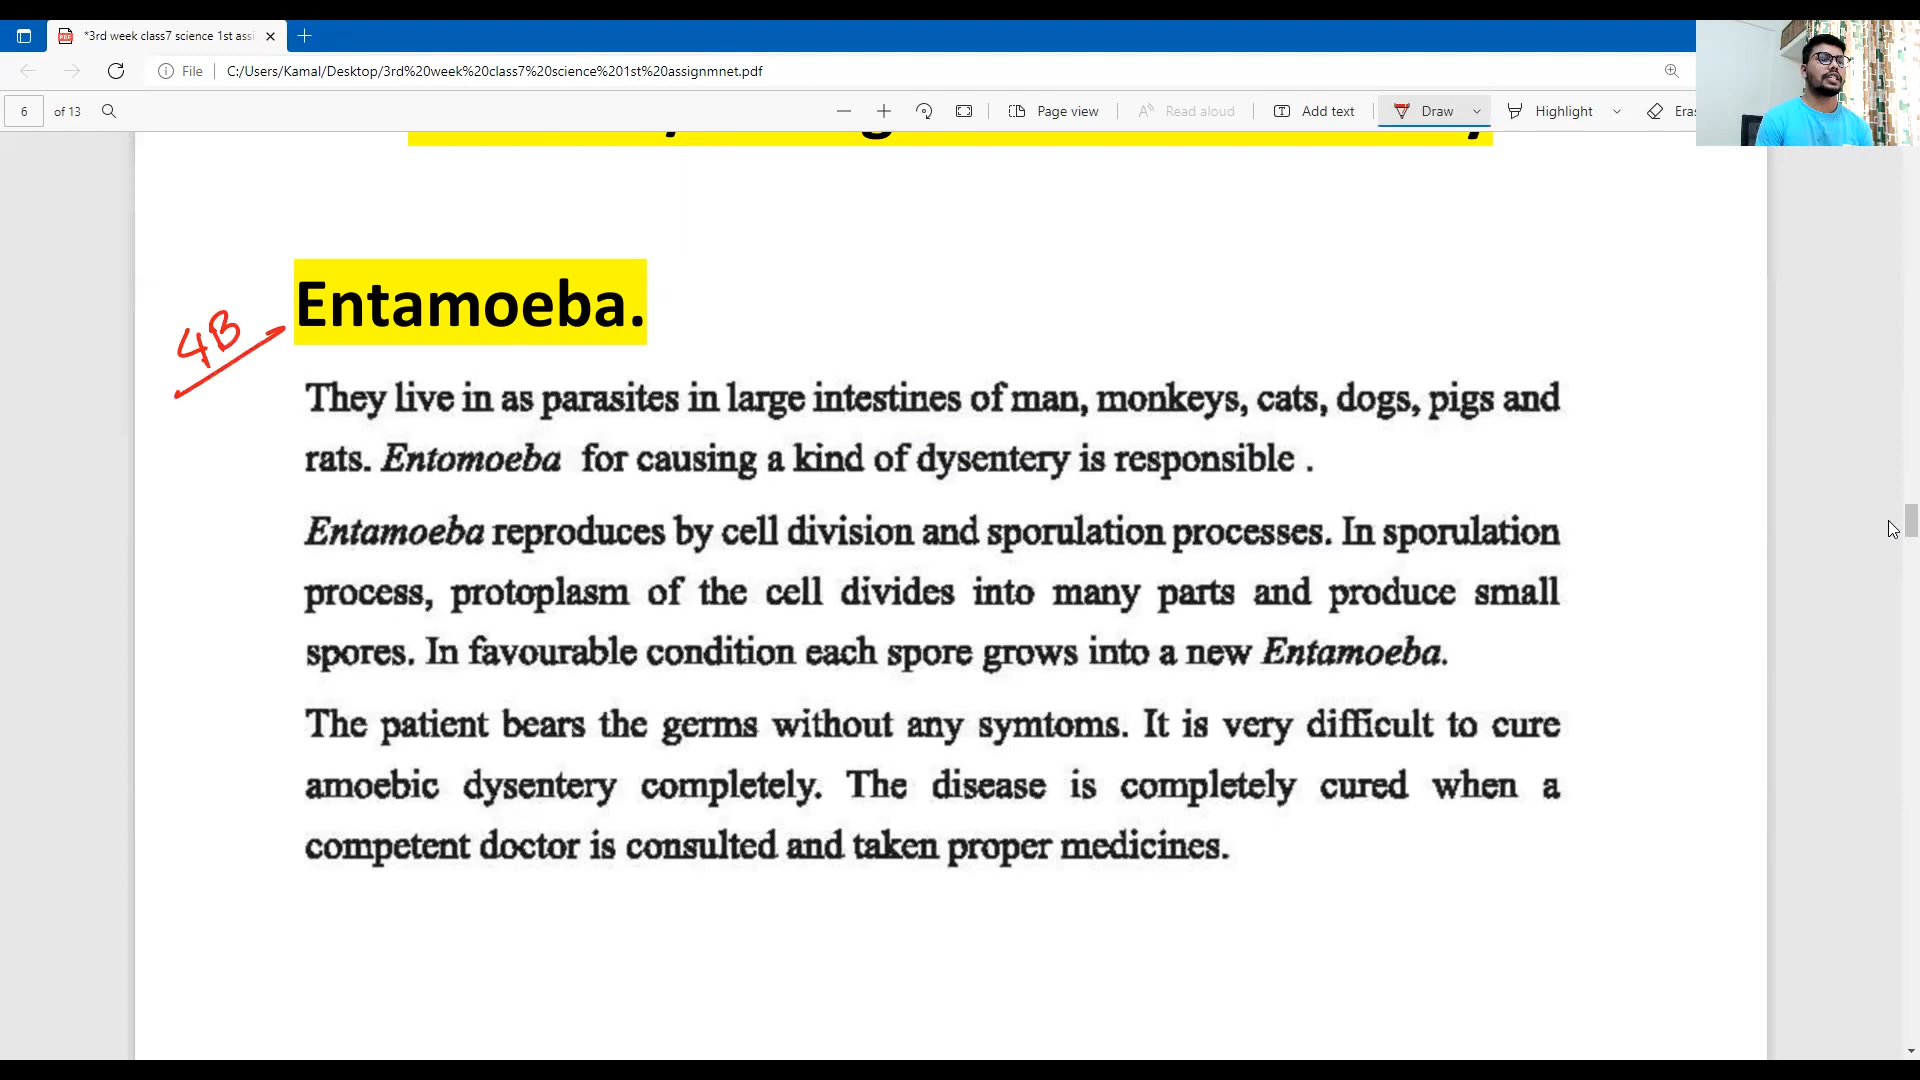 *3rd week class7 science 1st assi
File
C:/Users/Kamal/Desktop/3rd%20week%20class7%20science%201st%20assignmnet.pdf
6 of 13
Page view
Read aloud
Add text
Draw
Highlight
Eras
Entamoeba.
4B
They live in as parasites in large intestines of man, monkeys, cats, dogs, pigs and
rats. Entomoeba for causing a kind of dysentery is responsible .
Entamoeba reproduces by cell division and sporulation processes. In sporulation
process, protoplasm of the cell divides into many parts and produce small
spores. In favourable condition each spore grows into a new Entamoeba.
The patient bears the germs without any symtoms. It is very difficult to cure
amoebic dysentery completely. The disease is completely cured when a
competent doctor is consulted and taken proper medicines.